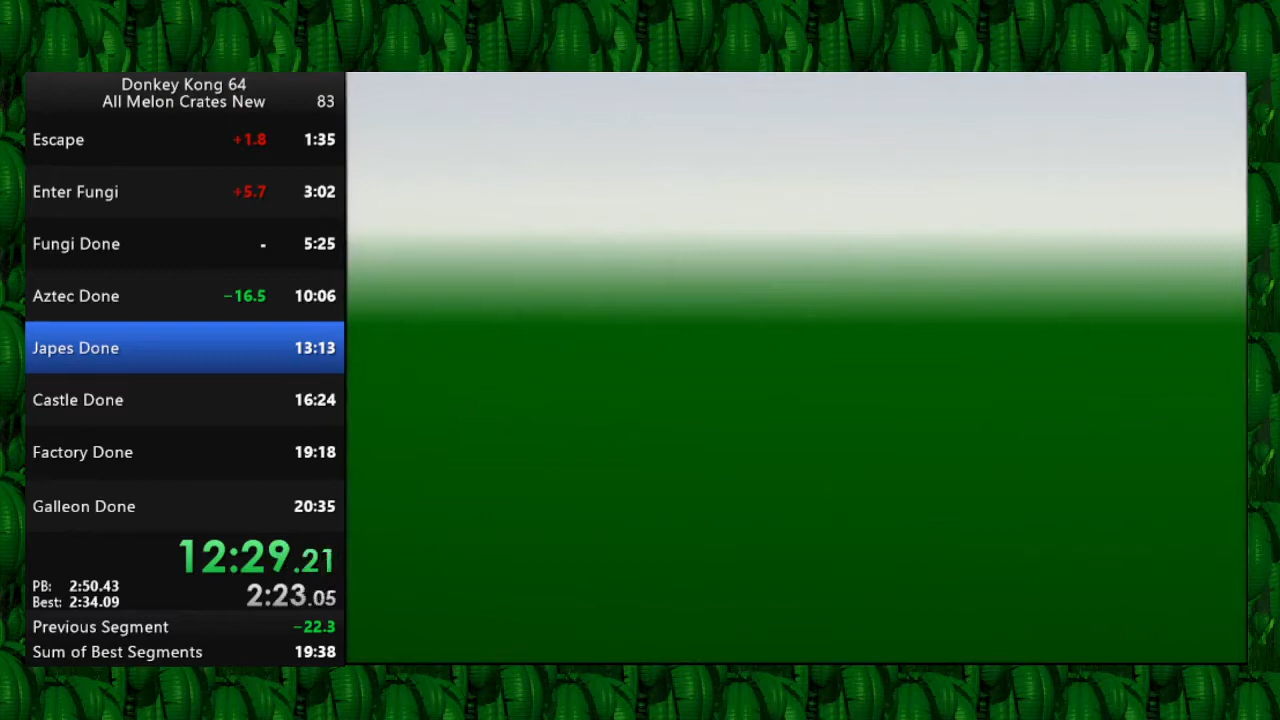 Donkey Kong 64
All Melon Crates New 83
Escape +1.8 1:35
Enter Fungi +5.7 3:02
Fungi Done - 5:25
Aztec Done −16.5 10:06
Japes Done 13:13
Castle Done 16:24
Factory Done 19:18
Galleon Done 20:35
12:29.21
PB: 2:50.43
Best: 2:34.09
2:23.05
Previous Segment −22.3
Sum of Best Segments 19:38